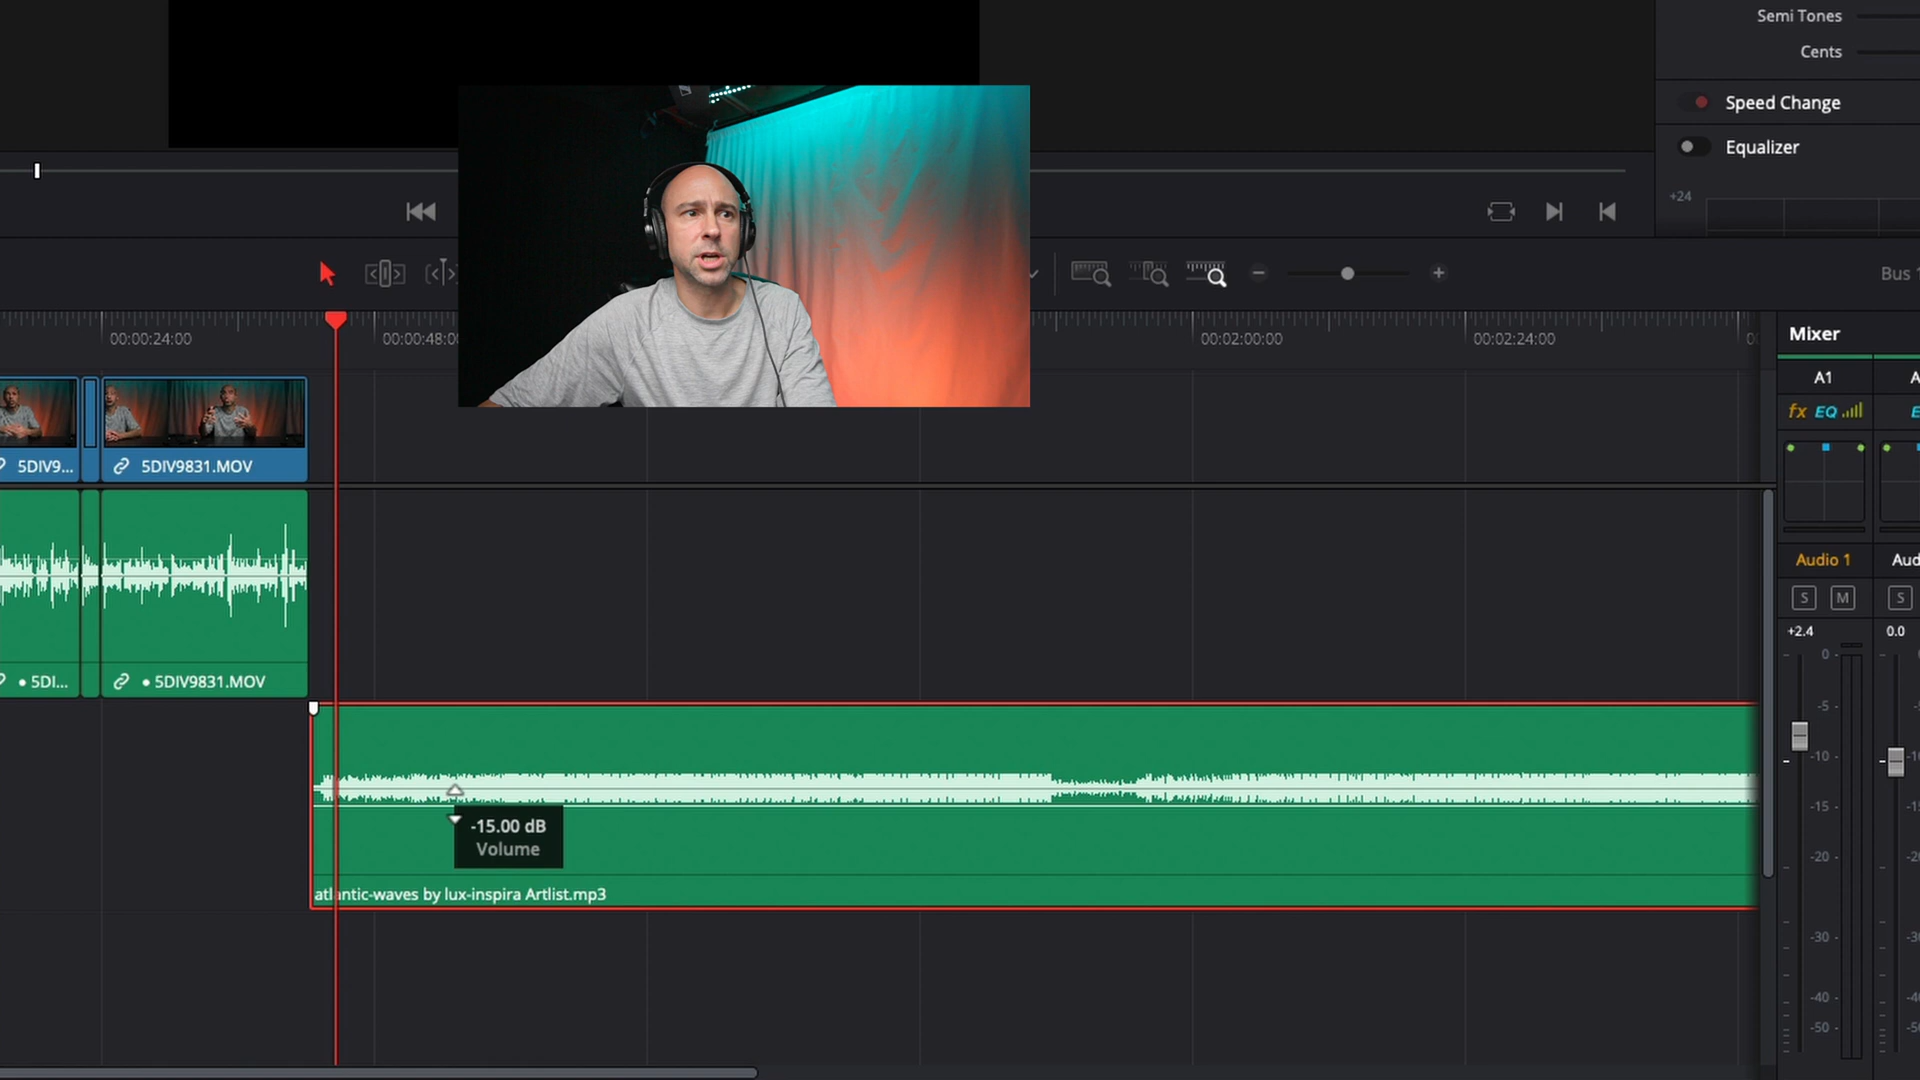 Semi Tones
Cents
Speed Change
Equalizer
+24
Bus
00:00:24:00
00:00:48:0
00:02:00:00
00:02:24:00
Mixer
A1
fx EQ
5DIV9...
5DIV9831.MOV
Audio 1
S M
S
+2.4
0.0
0
-5
-10
-15
-20
-30
-40
-50
5DI...
5DIV9831.MOV
-15.00 dB
Volume
atlantic-waves by lux-inspira Artlist.mp3